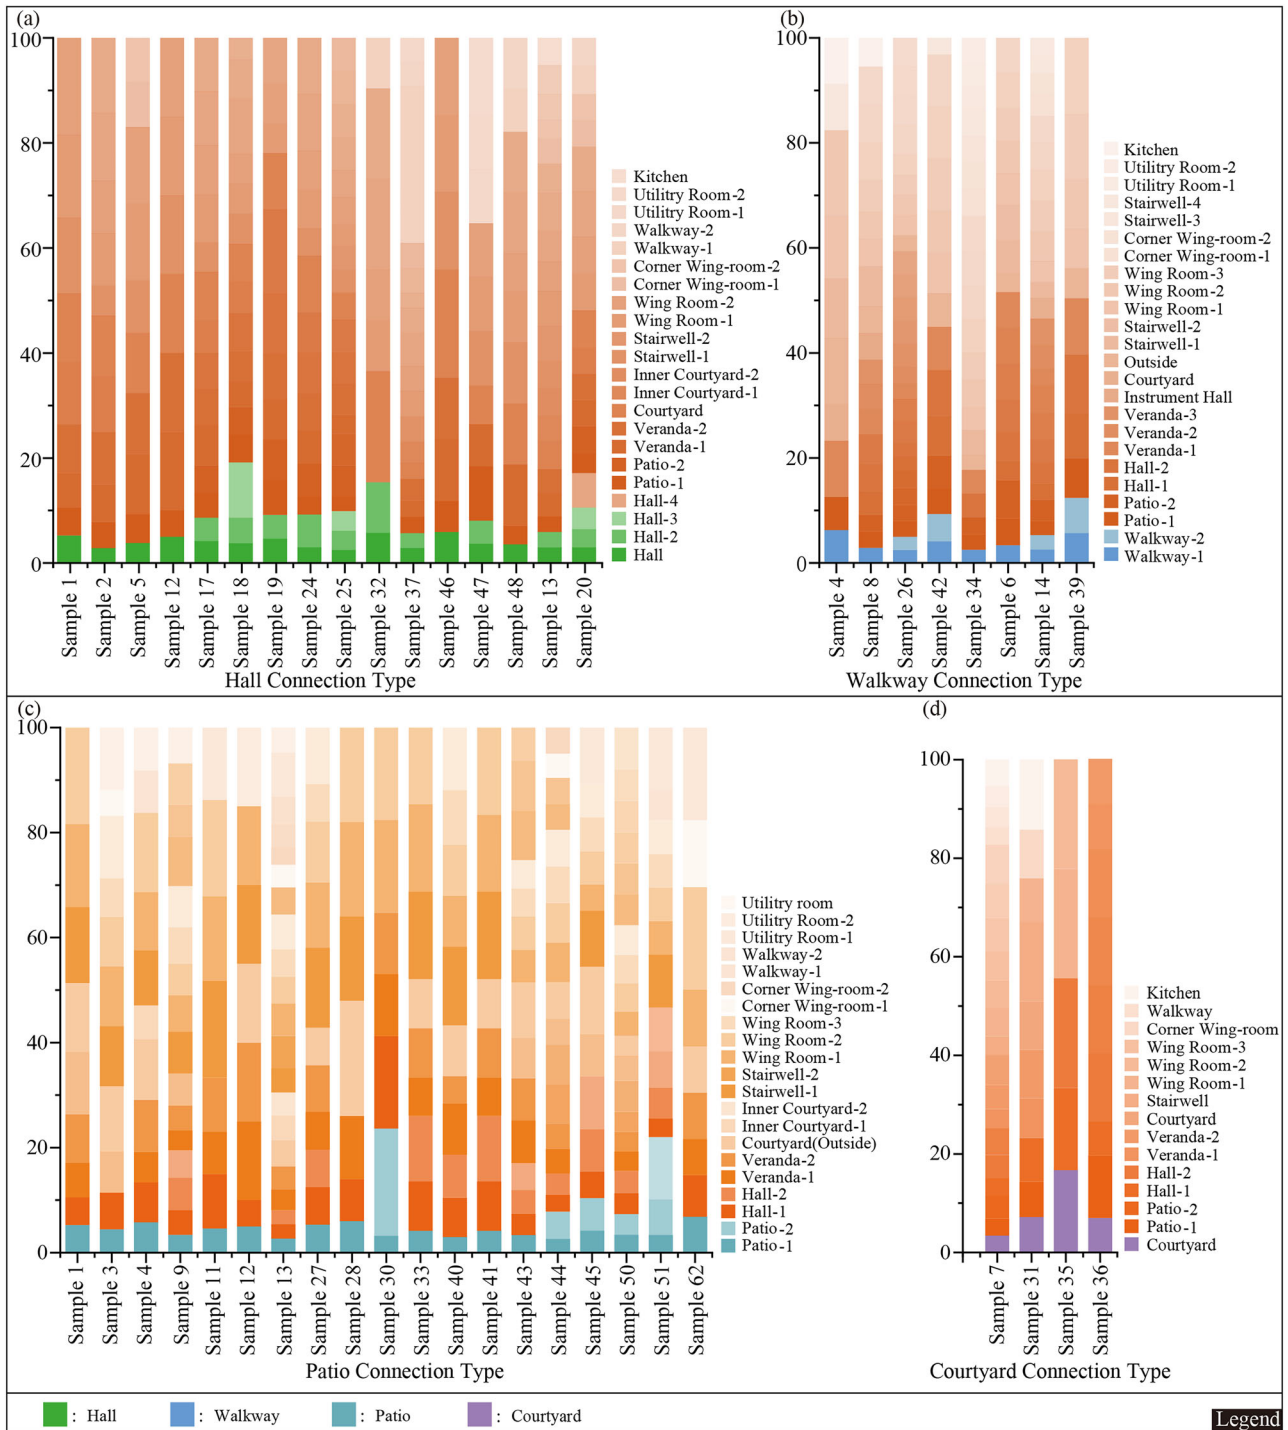 (a)
100
80
60
40
20
0
Sample 1
Sample 2
Sample 5
Sample 12
Sample 17
Sample 18
Sample 19
Sample 24
Sample 25
Sample 32
Sample 37
Sample 46
Sample 47
Sample 48
Sample 13
Sample 20
Hall Connection Type
Kitchen
Utilitry Room-2
Utilitry Room-1
Walkway-2
Walkway-1
Corner Wing-room-2
Corner Wing-room-1
Wing Room-2
Wing Room-1
Stairwell-2
Stairwell-1
Inner Courtyard-2
Inner Courtyard-1
Courtyard
Veranda-2
Veranda-1
Patio-2
Patio-1
Hall-4
Hall-3
Hall-2
Hall
(b)
100
80
60
40
20
0
Sample 4
Sample 8
Sample 26
Sample 42
Sample 34
Sample 6
Sample 14
Sample 39
Walkway Connection Type
Kitchen
Utilitry Room-2
Utilitry Room-1
Stairwell-4
Stairwell-3
Corner Wing-room-2
Corner Wing-room-1
Wing Room-3
Wing Room-2
Wing Room-1
Stairwell-2
Stairwell-1
Outside
Courtyard
Instrument Hall
Veranda-3
Veranda-2
Veranda-1
Hall-2
Hall-1
Patio-2
Patio-1
Walkway-2
Walkway-1
(c)
100
80
60
40
20
0
Sample 1
Sample 3
Sample 4
Sample 9
Sample 11
Sample 12
Sample 13
Sample 27
Sample 28
Sample 30
Sample 33
Sample 40
Sample 41
Sample 43
Sample 44
Sample 45
Sample 50
Sample 51
Sample 62
Patio Connection Type
Utilitry room
Utilitry Room-2
Utilitry Room-1
Walkway-2
Walkway-1
Corner Wing-room-2
Corner Wing-room-1
Wing Room-3
Wing Room-2
Wing Room-1
Stairwell-2
Stairwell-1
Inner Courtyard-2
Inner Courtyard-1
Courtyard(Outside)
Veranda-2
Veranda-1
Hall-2
Hall-1
Patio-2
Patio-1
(d)
100
80
60
40
20
0
Sample 7
Sample 31
Sample 35
Sample 36
Courtyard Connection Type
Kitchen
Walkway
Corner Wing-room
Wing Room-3
Wing Room-2
Wing Room-1
Stairwell
Courtyard
Veranda-2
Veranda-1
Hall-2
Hall-1
Patio-2
Patio-1
Courtyard
: Hall
: Walkway
: Patio
: Courtyard
Legend